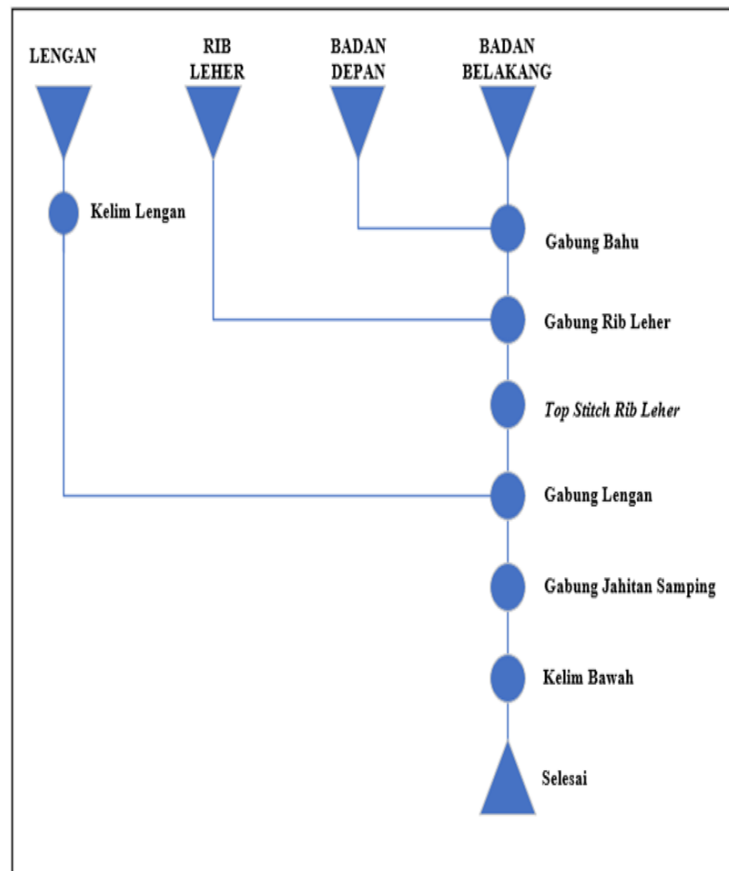 LENGAN
RIB
LEHER
BADAN
DEPAN
BADAN
BELAKANG
Kelim Lengan
Gabung Bahu
Gabung Rib Leher
Top Stitch Rib Leher
Gabung Lengan
Gabung Jahitan Samping
Kelim Bawah
Selesai